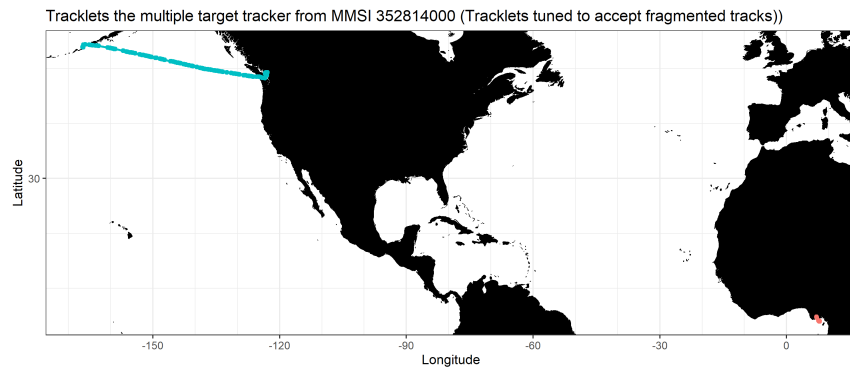 Tracklets the multiple target tracker from MMSI 352814000 (Tracklets tuned to accept fragmented tracks))
Latitude
30
-150 -120 -90 -60 -30 0
Longitude